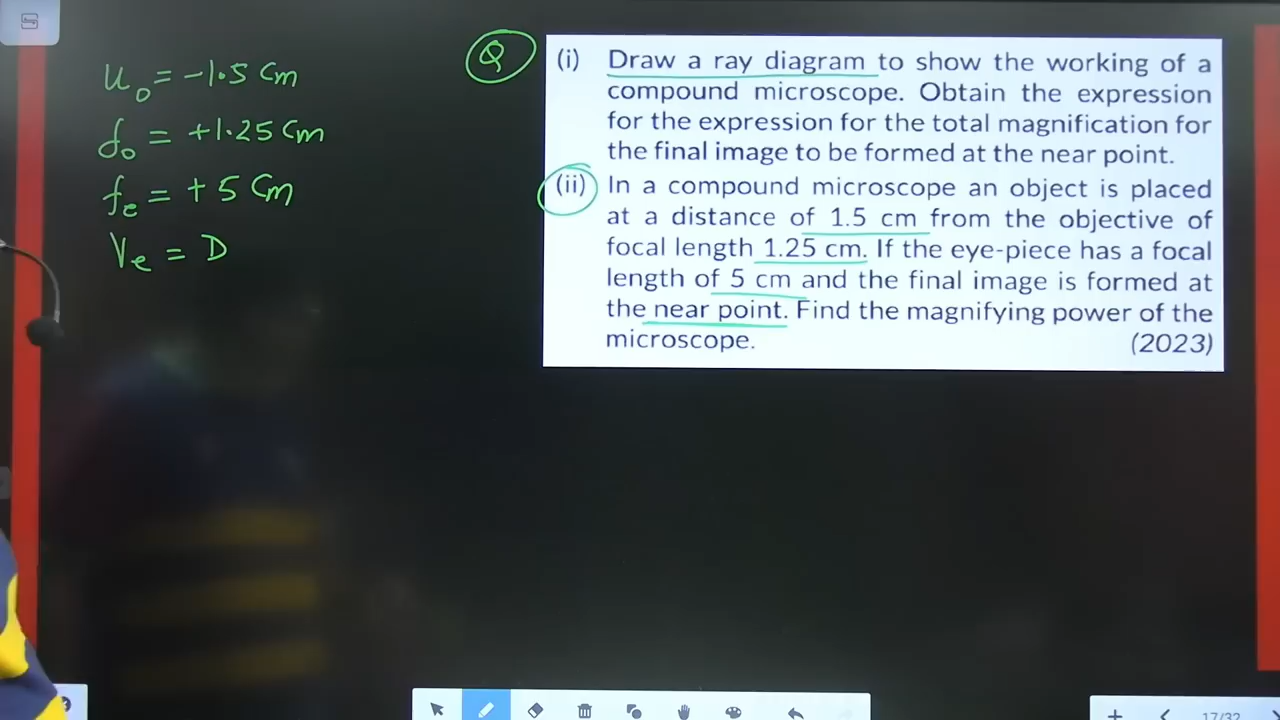 u₀ = -1.5 cm
f₀ = +1.25 cm
fₑ = +5 cm
Vₑ = D
Q
(i) Draw a ray diagram to show the working of a
compound microscope. Obtain the expression
for the expression for the total magnification for
the final image to be formed at the near point.
(ii) In a compound microscope an object is placed
at a distance of 1.5 cm from the objective of
focal length 1.25 cm. If the eye-piece has a focal
length of 5 cm and the final image is formed at
the near point. Find the magnifying power of the
microscope. (2023)
17/32